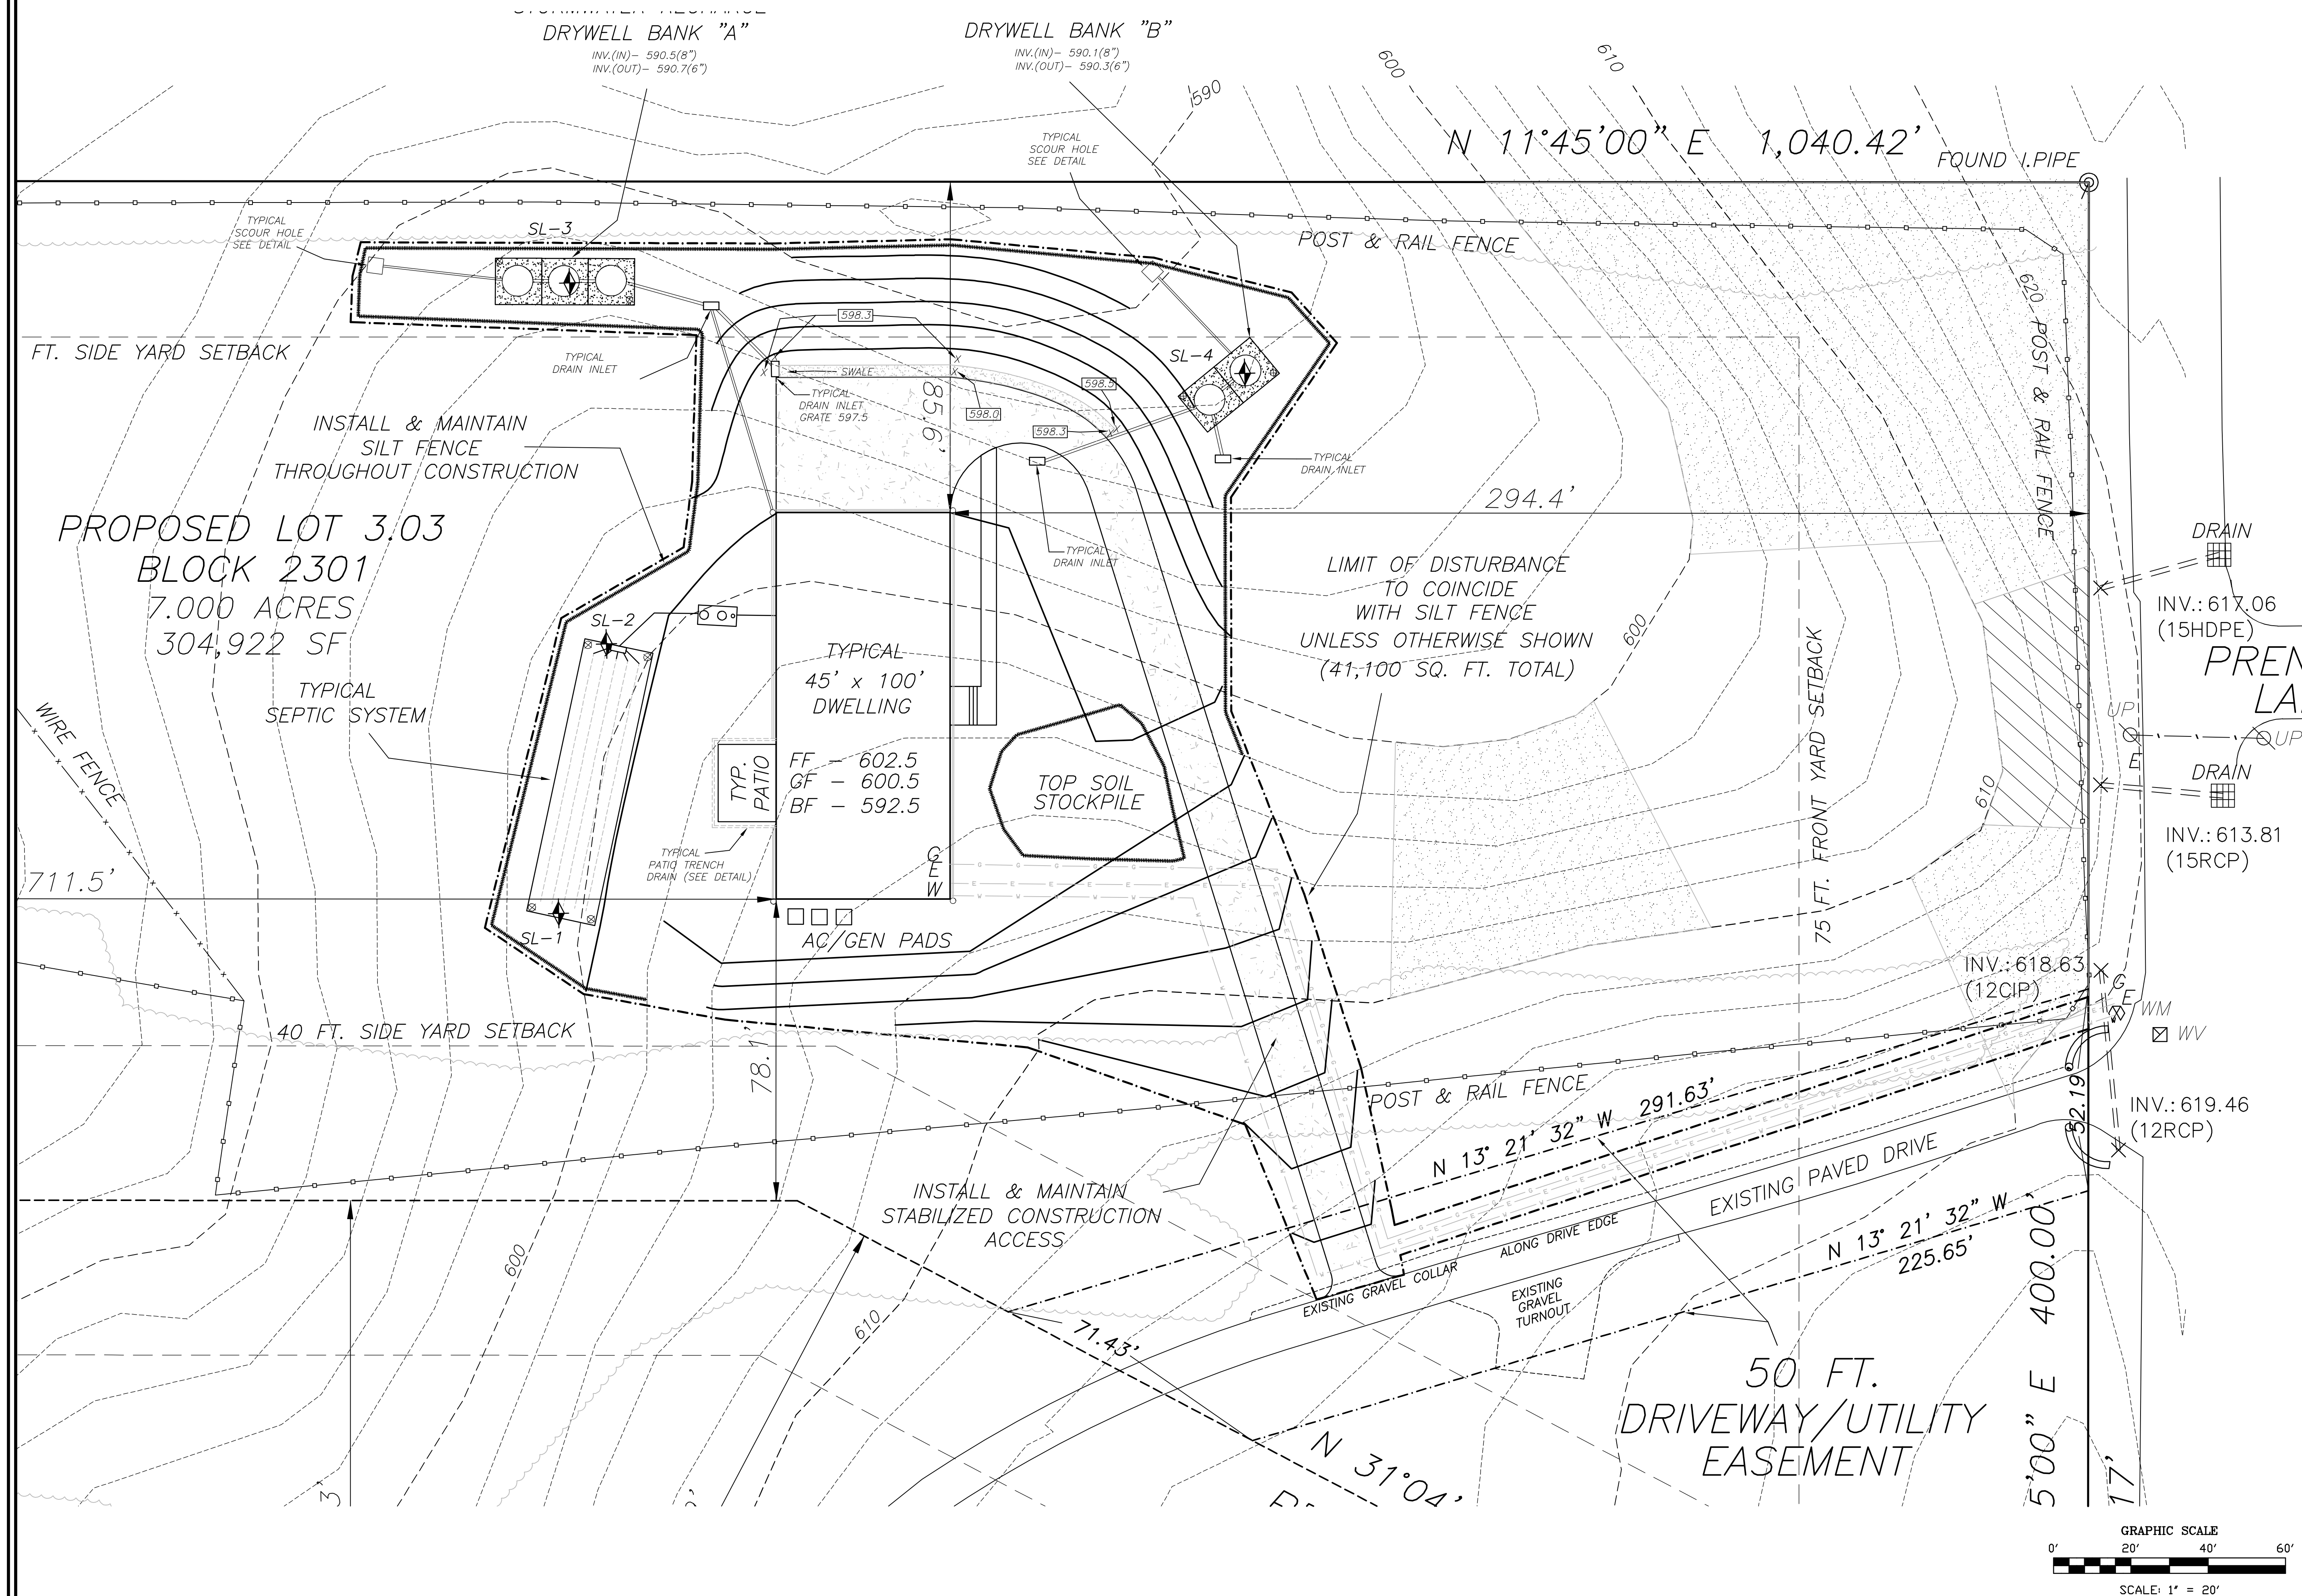 DRYWELL BANK "A"
INV.(IN)– 590.5(8")
INV.(OUT)– 590.7(6")
DRYWELL BANK "B"
INV.(IN)– 590.1(8")
INV.(OUT)– 590.3(6")
590
600
610
TYPICAL
SCOUR HOLE
SEE DETAIL
N 11°45'00" E 1,040.42'
FOUND I.PIPE
TYPICAL
SCOUR HOLE
SEE DETAIL
SL–3
POST & RAIL FENCE
620
POST & RAIL FENCE
598.3
FT. SIDE YARD SETBACK
TYPICAL
DRAIN INLET
SWALE
SL–4
598.5
TYPICAL
DRAIN INLET
GRATE 597.5
598.0
85.6'
598.3
INSTALL & MAINTAIN
SILT FENCE
THROUGHOUT CONSTRUCTION
TYPICAL
DRAIN INLET
294.4'
PROPOSED LOT 3.03
BLOCK 2301
7.000 ACRES
304,922 SF
TYPICAL
DRAIN INLET
LIMIT OF DISTURBANCE
TO COINCIDE
WITH SILT FENCE
UNLESS OTHERWISE SHOWN
(41,100 SQ. FT. TOTAL)
600
DRAIN
INV.: 617.06
(15HDPE)
PREN
LA
SL–2
TYPICAL
45' x 100'
DWELLING
TYPICAL
SEPTIC SYSTEM
WIRE FENCE
75 FT. FRONT YARD SETBACK
UP
UP
E
DRAIN
TYP.
PATIO
FF – 602.5
GF – 600.5
BF – 592.5
TOP SOIL
STOCKPILE
610
INV.: 613.81
(15RCP)
TYPICAL
PATIO TRENCH
DRAIN (SEE DETAIL)
G
E
W
711.5'
SL–1
AC/GEN PADS
INV.: 618.63
(12CIP)
G
E
WM
WV
40 FT. SIDE YARD SETBACK
78.1'
POST & RAIL FENCE
N 13° 21' 32" W 291.63'
52.19'
INV.: 619.46
(12RCP)
INSTALL & MAINTAIN
STABILIZED CONSTRUCTION
ACCESS
EXISTING PAVED DRIVE
EXISTING GRAVEL COLLAR ALONG DRIVE EDGE
N 13° 21' 32" W
225.65'
600
610
EXISTING
GRAVEL
TURNOUT
71.43'
50 FT.
DRIVEWAY/UTILITY
EASEMENT
N 31°04'
5'00" E 400.00'
17'
3'
GRAPHIC SCALE
0' 20' 40' 60'
SCALE: 1" = 20'